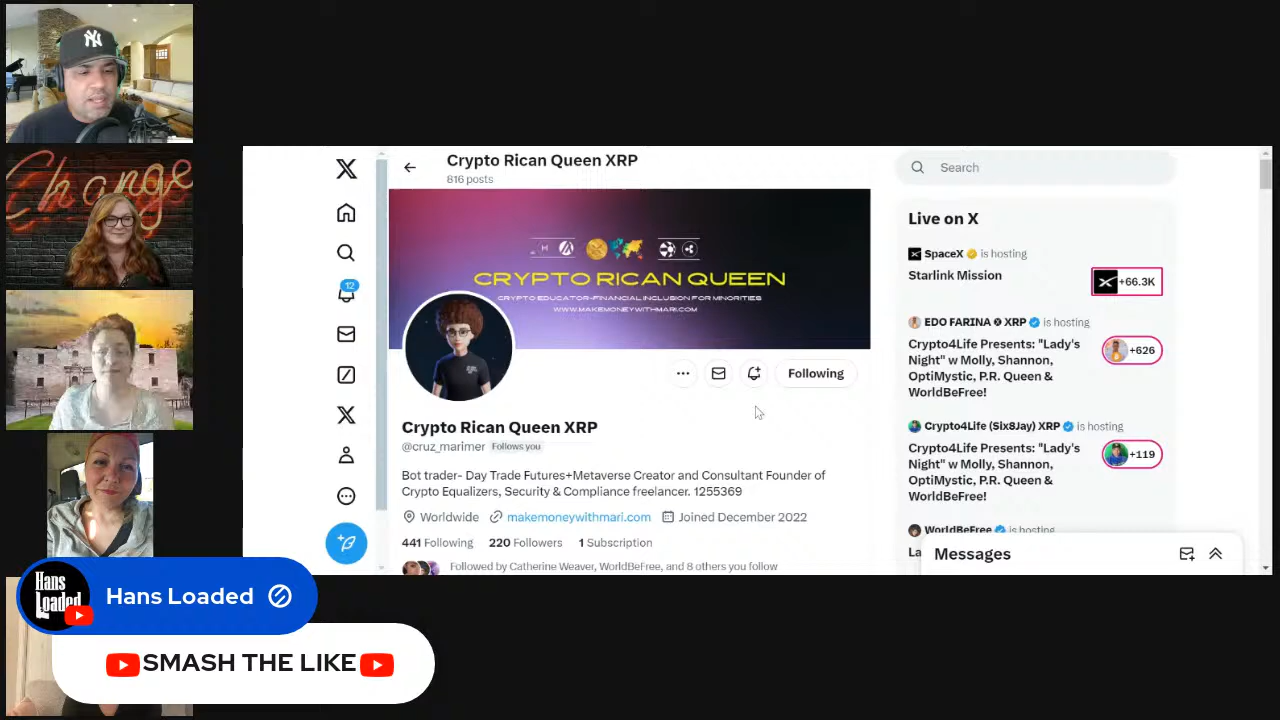 Change
Hans
Loaded
Hans Loaded
SMASH THE LIKE
Crypto Rican Queen XRP
816 posts
12
CRYPTO RICAN QUEEN
CRYPTO EDUCATOR-FINANCIAL INCLUSION FOR MINORITIES
WWW.MAKEMONEYWITHMARI.COM
Following
Crypto Rican Queen XRP
@cruz_marimer Follows you
Bot trader- Day Trade Futures+Metaverse Creator and Consultant Founder of
Crypto Equalizers, Security & Compliance freelancer. 1255369
Worldwide makemoneywithmari.com Joined December 2022
441 Following 220 Followers 1 Subscription
Followed by Catherine Weaver, WorldBeFree, and 8 others you follow
Search
Live on X
SpaceX is hosting
Starlink Mission
+66.3K
EDO FARINA XRP is hosting
Crypto4Life Presents: "Lady's
Night" w Molly, Shannon,
OptiMystic, P.R. Queen &
WorldBeFree!
+626
Crypto4Life (Six8Jay) XRP is hosting
Crypto4Life Presents: "Lady's
Night" w Molly, Shannon,
OptiMystic, P.R. Queen &
WorldBeFree!
+119
WorldBeFree is hosting
La
Messages